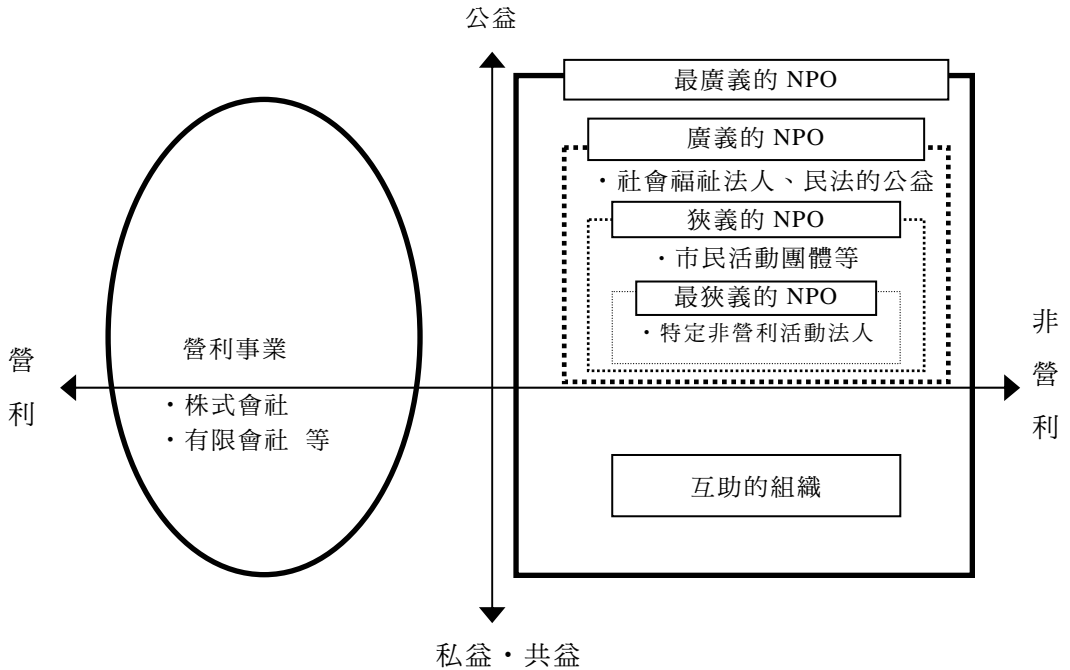 公益
最廣義的 NPO
廣義的 NPO
・社會福祉法人、民法的公益
狹義的 NPO
・市民活動團體等
最狹義的 NPO
・特定非營利活動法人
營利
非營利
營利事業
・株式會社
・有限會社 等
互助的組織
私益・共益